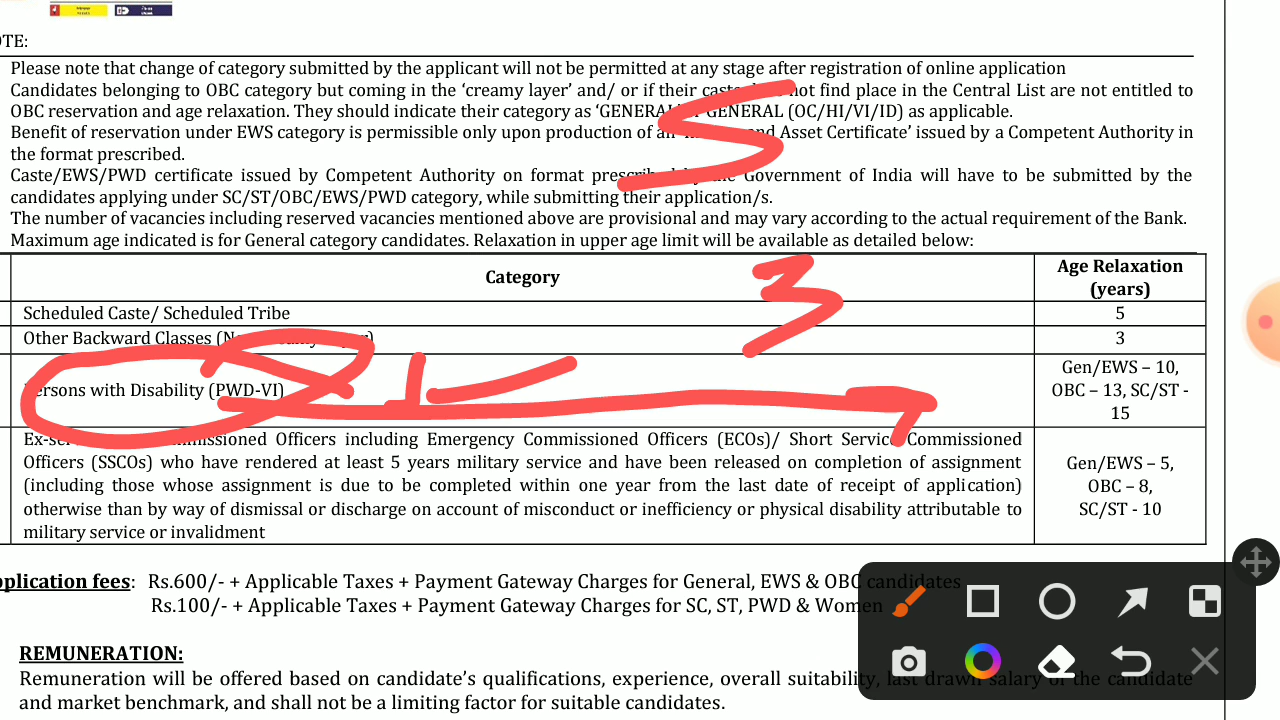 OTE:
Please note that change of category submitted by the applicant will not be permitted at any stage after registration of online application
Candidates belonging to OBC category but coming in the ‘creamy layer’ and/ or if their caste not find place in the Central List are not entitled to
OBC reservation and age relaxation. They should indicate their category as ‘GENERAL GENERAL (OC/HI/VI/ID) as applicable.
Benefit of reservation under EWS category is permissible only upon production of an and Asset Certificate’ issued by a Competent Authority in
the format prescribed.
Caste/EWS/PWD certificate issued by Competent Authority on format prescribed by the Government of India will have to be submitted by the
candidates applying under SC/ST/OBC/EWS/PWD category, while submitting their application/s.
The number of vacancies including reserved vacancies mentioned above are provisional and may vary according to the actual requirement of the Bank.
Maximum age indicated is for General category candidates. Relaxation in upper age limit will be available as detailed below:
Category
Age Relaxation
(years)
Scheduled Caste/ Scheduled Tribe
5
Other Backward Classes
3
Persons with Disability (PWD-VI)
Gen/EWS – 10,
OBC – 13, SC/ST -
15
Commissioned Officers including Emergency Commissioned Officers (ECOs)/ Short Service Commissioned
Officers (SSCOs) who have rendered at least 5 years military service and have been released on completion of assignment
(including those whose assignment is due to be completed within one year from the last date of receipt of application)
otherwise than by way of dismissal or discharge on account of misconduct or inefficiency or physical disability attributable to
military service or invalidment
Gen/EWS – 5,
OBC – 8,
SC/ST - 10
5
3
pplication fees: Rs.600/- + Applicable Taxes + Payment Gateway Charges for General, EWS & OBC candidates
Rs.100/- + Applicable Taxes + Payment Gateway Charges for SC, ST, PWD & Women
REMUNERATION:
Remuneration will be offered based on candidate’s qualifications, experience, overall suitability, last drawn salary of the candidate
and market benchmark, and shall not be a limiting factor for suitable candidates.